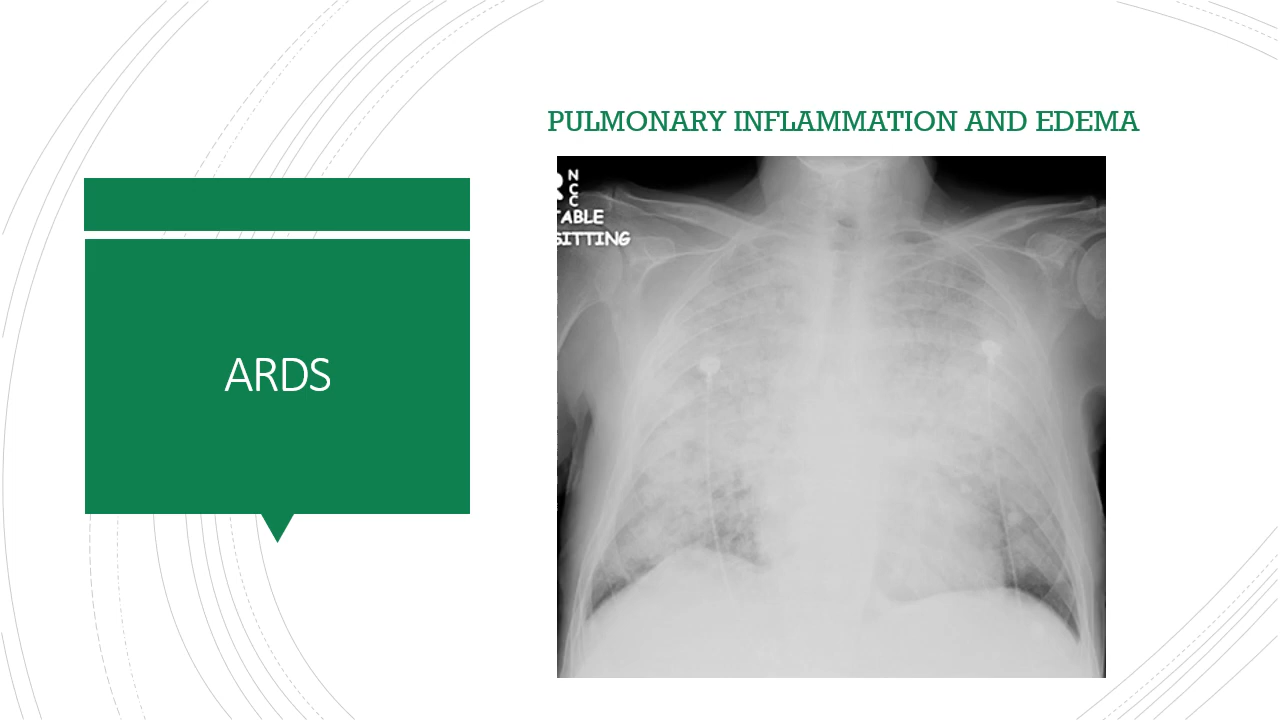 PULMONARY INFLAMMATION AND EDEMA
ARDS
N
C
C
TABLE
SITTING